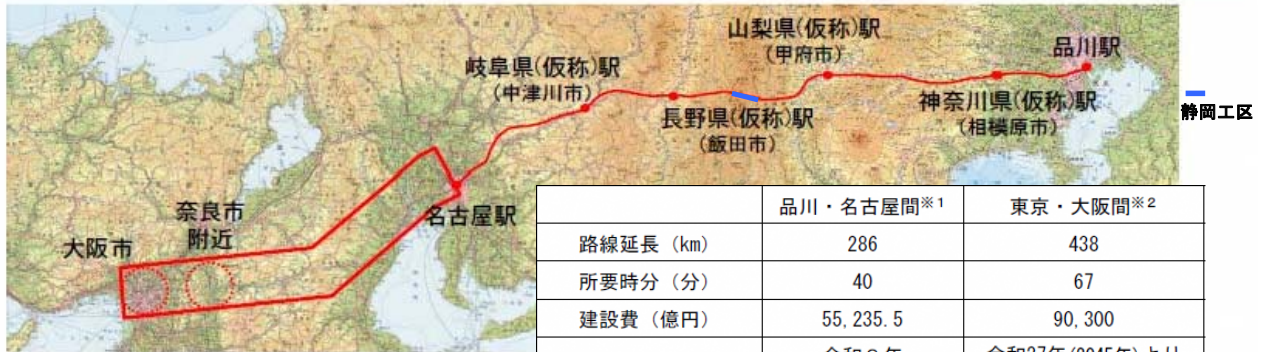 山梨県(仮称)駅
(甲府市)
品川駅
岐阜県(仮称)駅
(中津川市)
長野県(仮称)駅
(飯田市)
神奈川県(仮称)駅
(相模原市)
静岡工区
奈良市
附近
大阪市
名古屋駅
品川・名古屋間※1 東京・大阪間※2
路線延長（km） 286 438
所要時分（分） 40 67
建設費（億円） 55,235.5 90,300